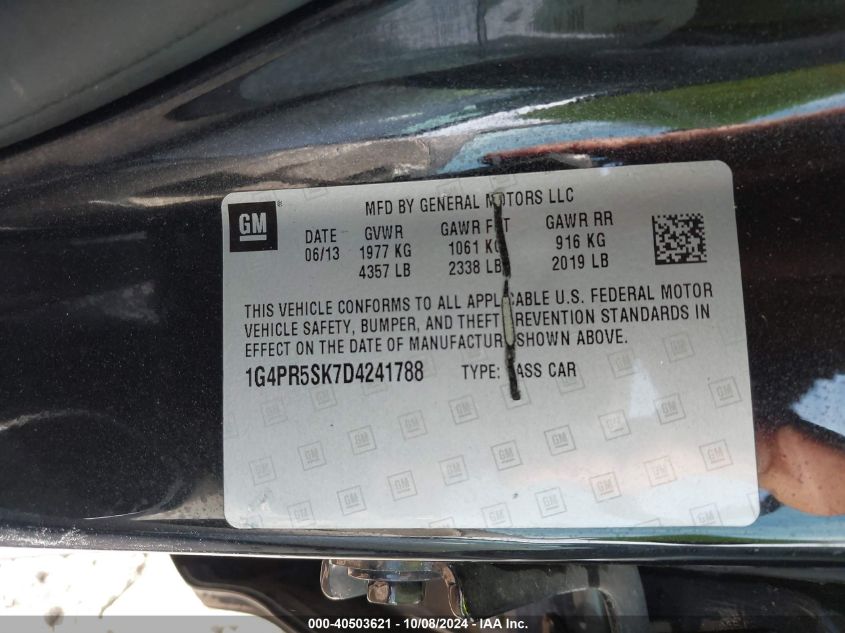 GM
MFD BY GENERAL MOTORS LLC
DATE GVWR GAWR FRT GAWR RR
06/13 1977 KG 1061 KG 916 KG
4357 LB 2338 LB 2019 LB
THIS VEHICLE CONFORMS TO ALL APPLICABLE U.S. FEDERAL MOTOR
VEHICLE SAFETY, BUMPER, AND THEFT PREVENTION STANDARDS IN
EFFECT ON THE DATE OF MANUFACTURE SHOWN ABOVE.
1G4PR5SK7D4241788 TYPE: PASS CAR
000-40503621 - 10/08/2024 - IAA Inc.